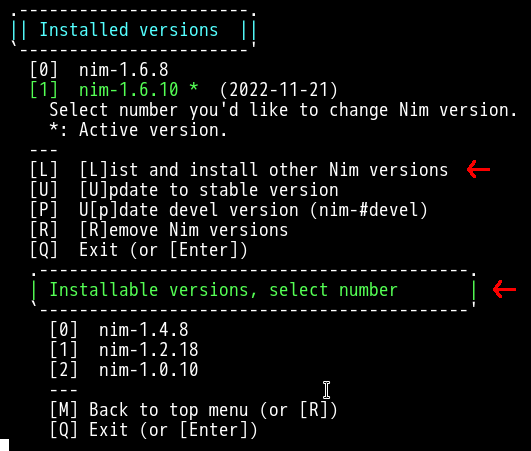 .-----------------------.
|| Installed versions  ||
`-----------------------'
[0]  nim-1.6.8
[1]  nim-1.6.10 *  (2022-11-21)
Select number you'd like to change Nim version.
*: Active version.
---
[L]  [L]ist and install other Nim versions
[U]  [U]pdate to stable version
[P]  U[p]date devel version (nim-#devel)
[R]  [R]emove Nim versions
[Q]  Exit (or [Enter])
.-------------------------------------------.
| Installable versions, select number       |
`-------------------------------------------'
[0]  nim-1.4.8
[1]  nim-1.2.18
[2]  nim-1.0.10
---
[M] Back to top menu (or [R])
[Q] Exit (or [Enter])